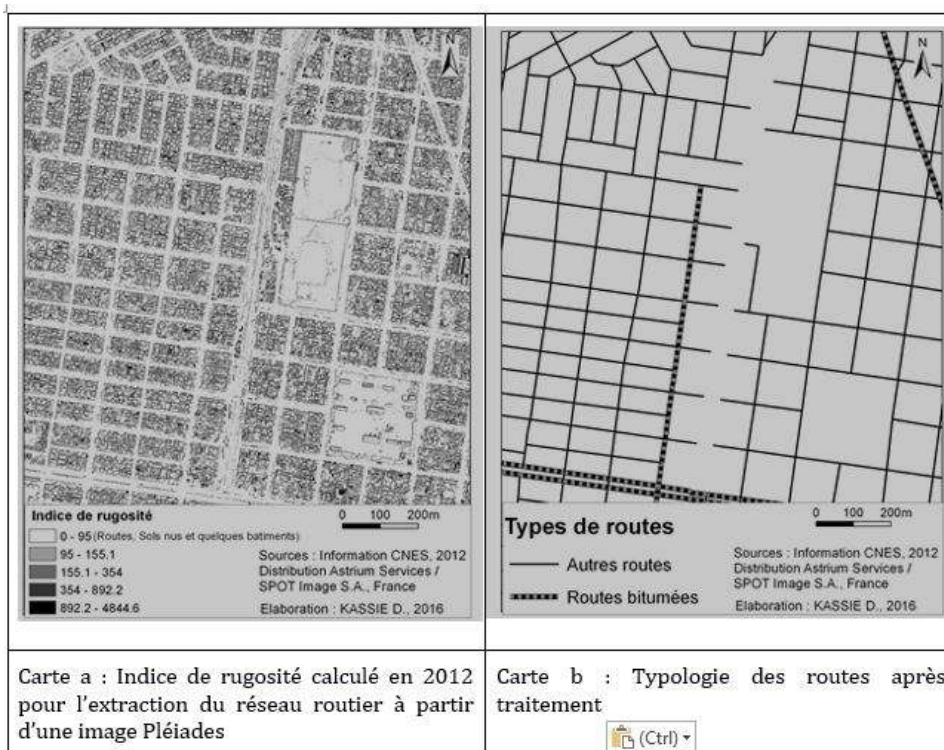 N
Indice de rugosité
0 - 95 (Routes, Sols nus et quelques batiments)
95 - 155.1
155.1 - 354
354 - 892.2
892.2 - 4844.6
0 100 200m
Sources : Information CNES, 2012
Distribution Astrium Services /
SPOT Image S.A., France
Elaboration : KASSIE D., 2016
N
Types de routes
Autres routes
Routes bitumées
0 100 200m
Sources : Information CNES, 2012
Distribution Astrium Services /
SPOT Image S.A., France
Elaboration : KASSIE D., 2016
Carte a : Indice de rugosité calculé en 2012
pour l’extraction du réseau routier à partir
d’une image Pléiades
Carte b : Typologie des routes après
traitement
(Ctrl)